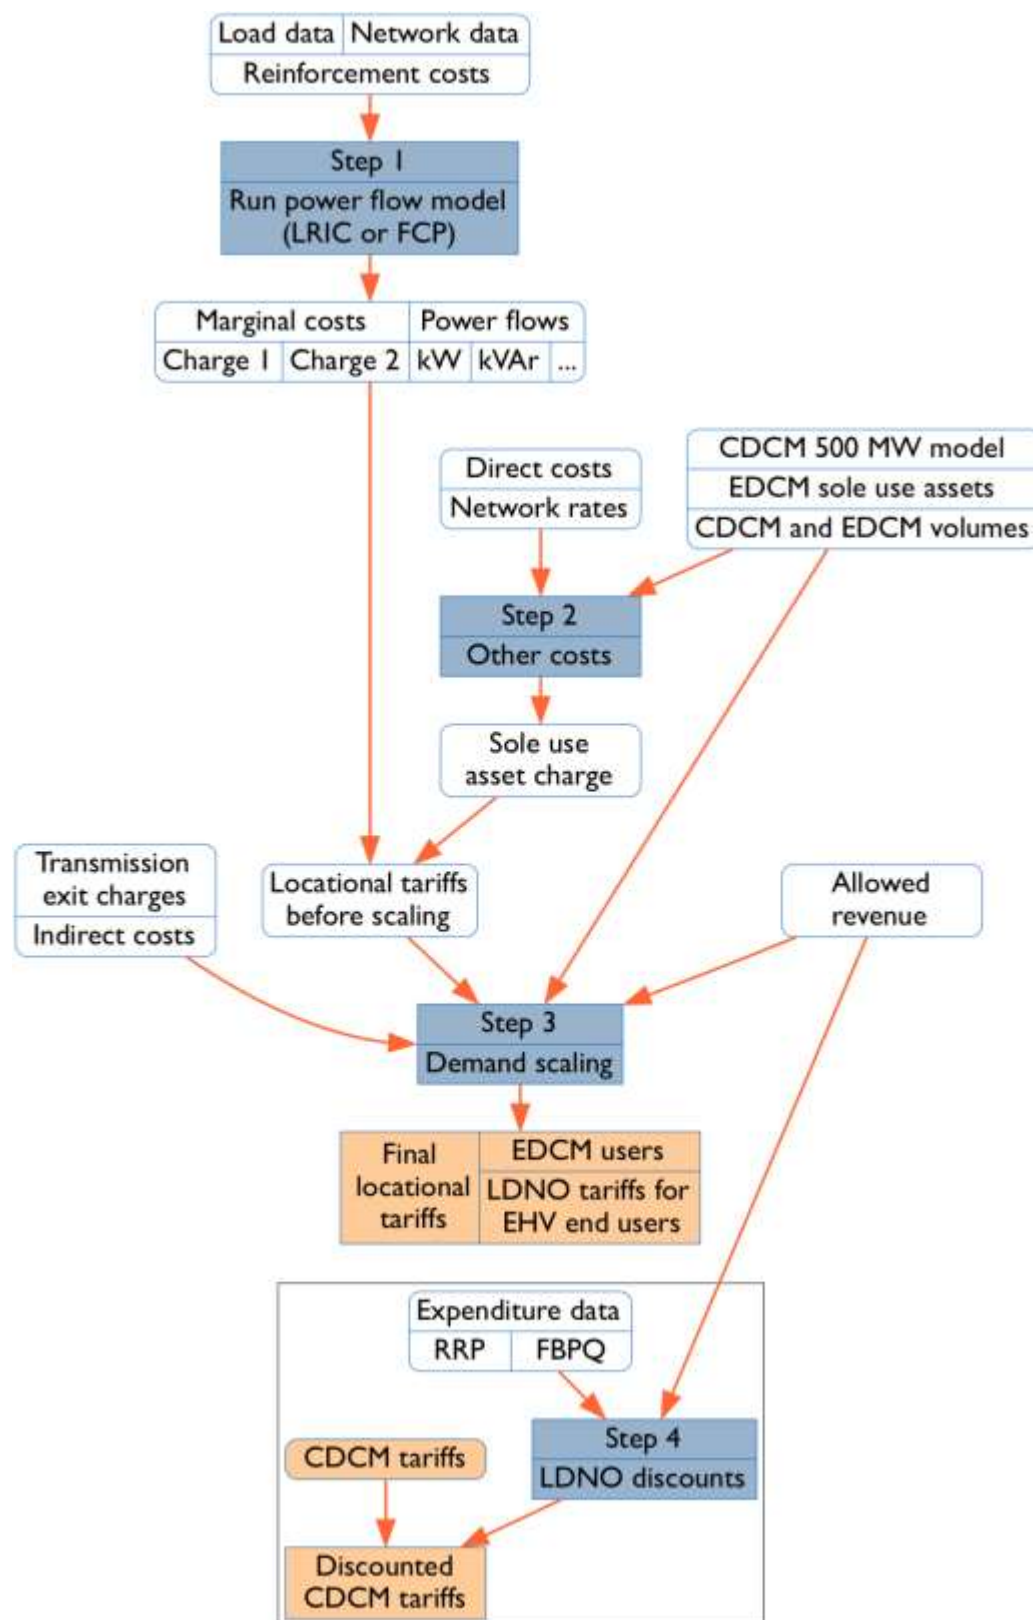 Load data Network data
Reinforcement costs
Step 1
Run power flow model
(LRIC or FCP)
Marginal costs Power flows
Charge 1 Charge 2 kW kVAr ...
CDCM 500 MW model
EDCM sole use assets
CDCM and EDCM volumes
Direct costs
Network rates
Step 2
Other costs
Sole use
asset charge
Transmission
exit charges
Indirect costs
Locational tariffs
before scaling
Allowed
revenue
Step 3
Demand scaling
Final
locational
tariffs
EDCM users
LDNO tariffs for
EHV end users
Expenditure data
RRP FBPQ
Step 4
LDNO discounts
CDCM tariffs
Discounted
CDCM tariffs